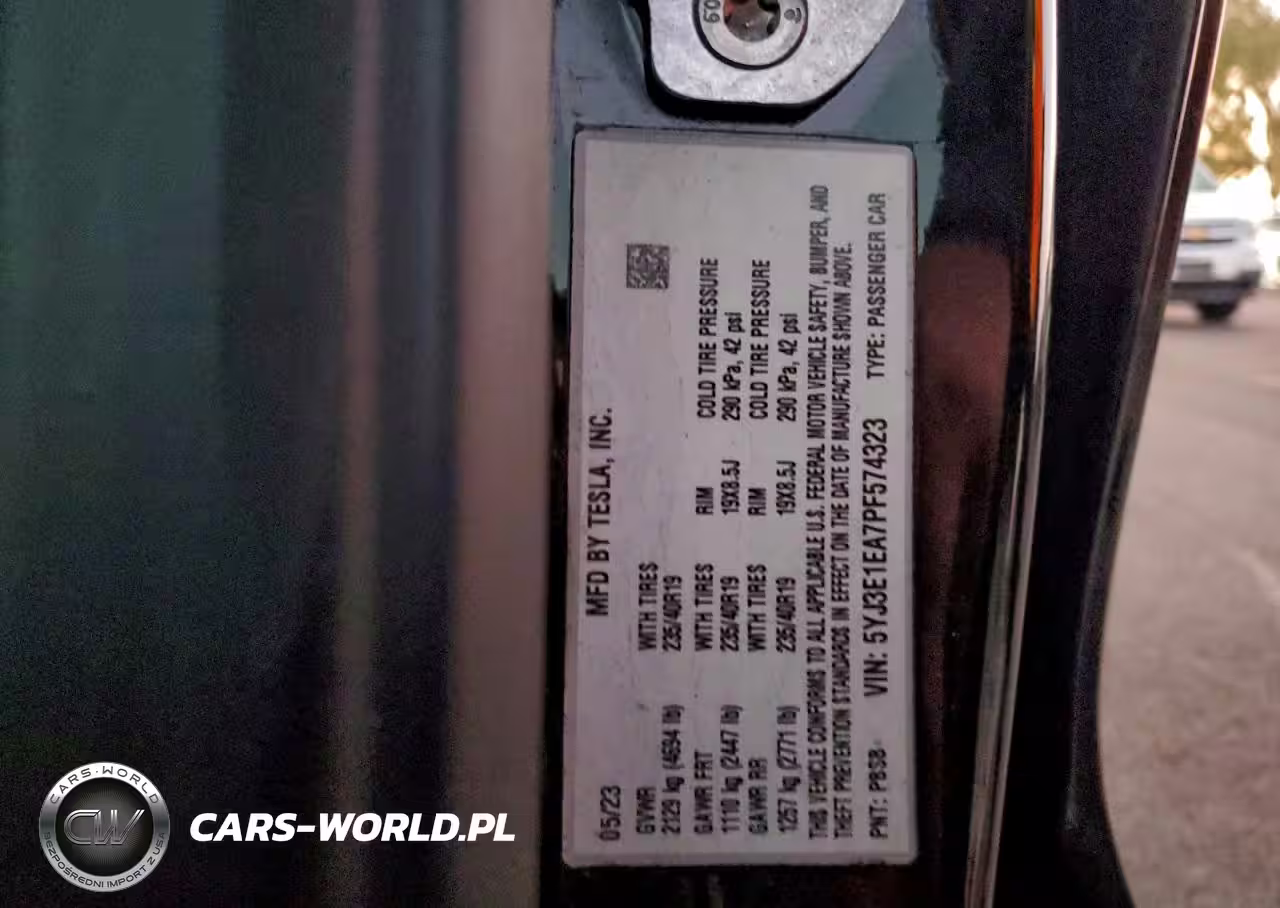 05/23 MFD BY TESLA, INC.
GVWR WITH TIRES
2129 kg (4694 lb) 235/40R19
GAWR FRT WITH TIRES RIM COLD TIRE PRESSURE
1110 kg (2447 lb) 235/40R19 19X8.5J 290 kPa, 42 psi
GAWR RR WITH TIRES RIM COLD TIRE PRESSURE
1257 kg (2771 lb) 235/40R19 19X8.5J 290 kPa, 42 psi
THIS VEHICLE CONFORMS TO ALL APPLICABLE U.S. FEDERAL MOTOR VEHICLE SAFETY, BUMPER, AND
THEFT PREVENTION STANDARDS IN EFFECT ON THE DATE OF MANUFACTURE SHOWN ABOVE.
PNT: PBSB VIN: 5YJ3E1EA7PF574323 TYPE: PASSENGER CAR
CARS-WORLD
CW
BEZPOŚREDNI IMPORT Z USA
CARS-WORLD.PL